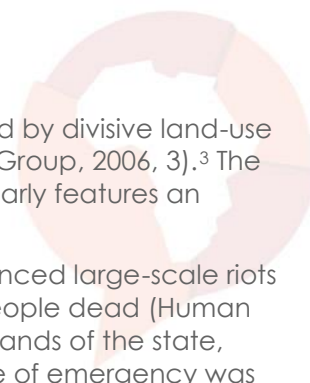 d by divisive land-use
Group, 2006, 3).³ The
arly features an
nced large-scale riots
eople dead (Human
ands of the state,
e of emergency was